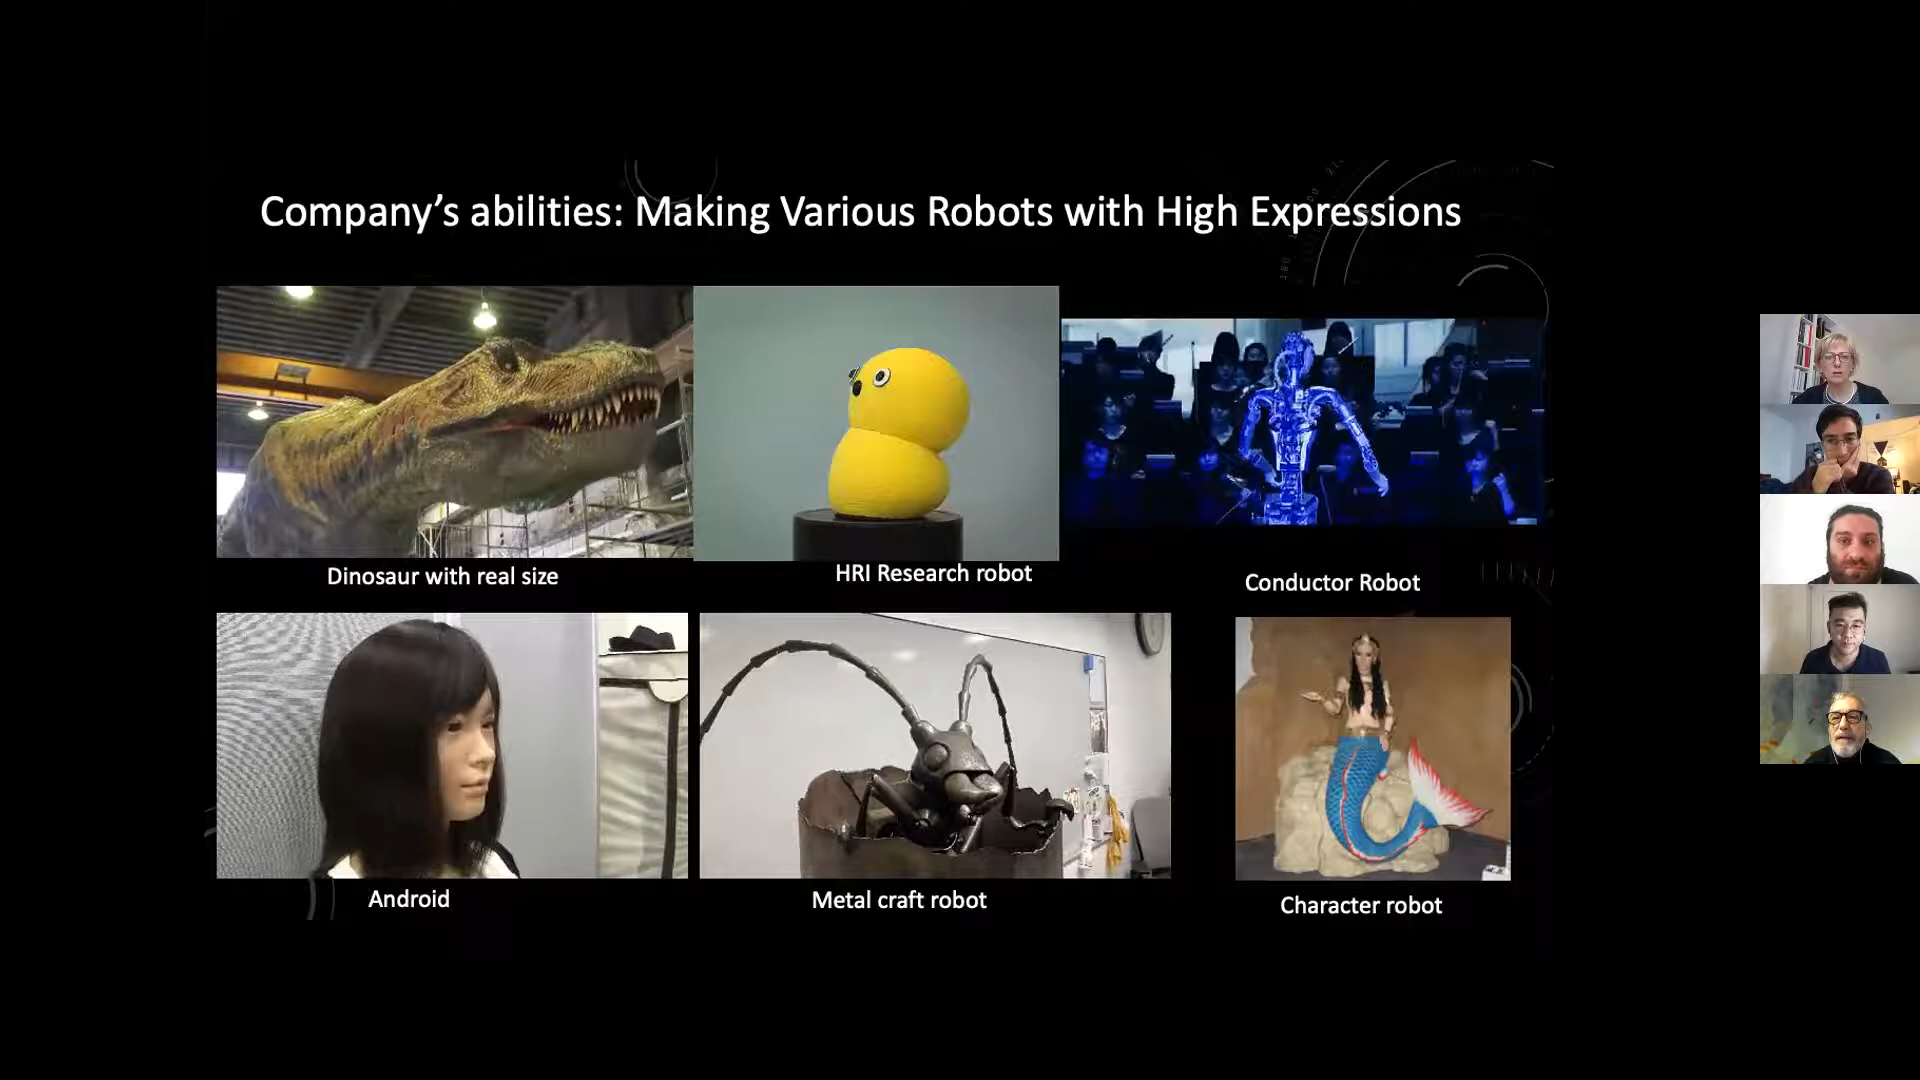 Company’s abilities: Making Various Robots with High Expressions
Dinosaur with real size
HRI Research robot
Conductor Robot
Android
Metal craft robot
Character robot